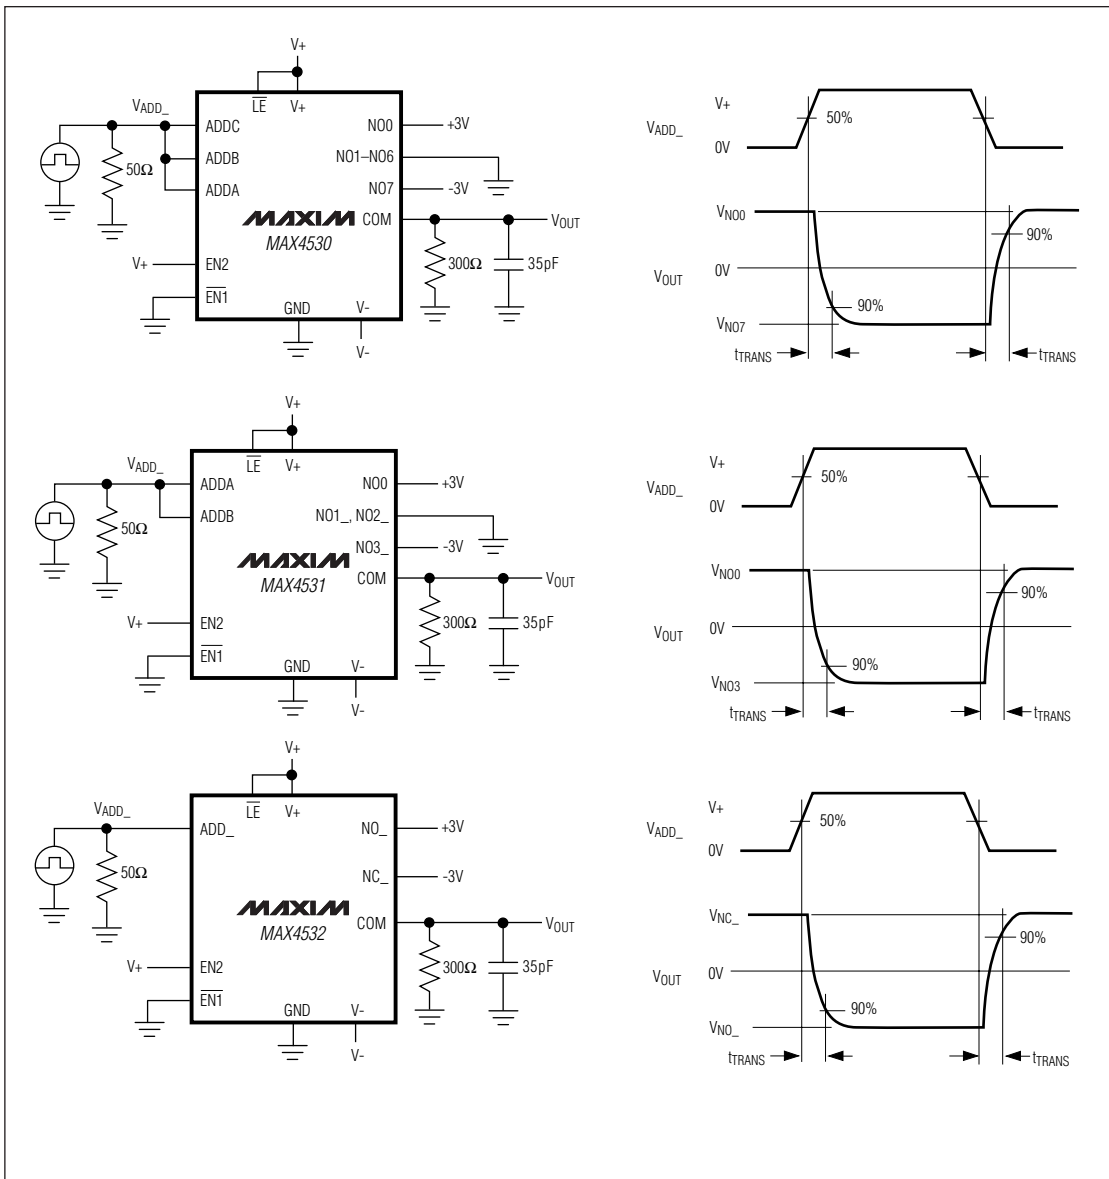 V+
LE V+
VADD_
ADDC NO0 +3V
ADDB NO1–NO6
50Ω
ADDA NO7 -3V
MAXIM COM VOUT
MAX4530
300Ω 35pF
V+ EN2
EN1
GND V-
V-
V+
VADD_ 50%
0V
VNO0
90%
VOUT 0V
90%
VNO7
tTRANS tTRANS
V+
LE V+
VADD_
ADDA NO0 +3V
ADDB NO1_, NO2_
50Ω
NO3_ -3V
MAXIM COM VOUT
MAX4531
300Ω 35pF
V+ EN2
EN1
GND V-
V-
V+
VADD_ 50%
0V
VNO0
90%
VOUT 0V
90%
VNO3
tTRANS tTRANS
V+
LE V+
VADD_
ADD_ NO_ +3V
50Ω
NC_ -3V
MAXIM COM VOUT
MAX4532
300Ω 35pF
V+ EN2
EN1
GND V-
V-
V+
VADD_ 50%
0V
VNC_
90%
VOUT 0V
90%
VNO_
tTRANS tTRANS